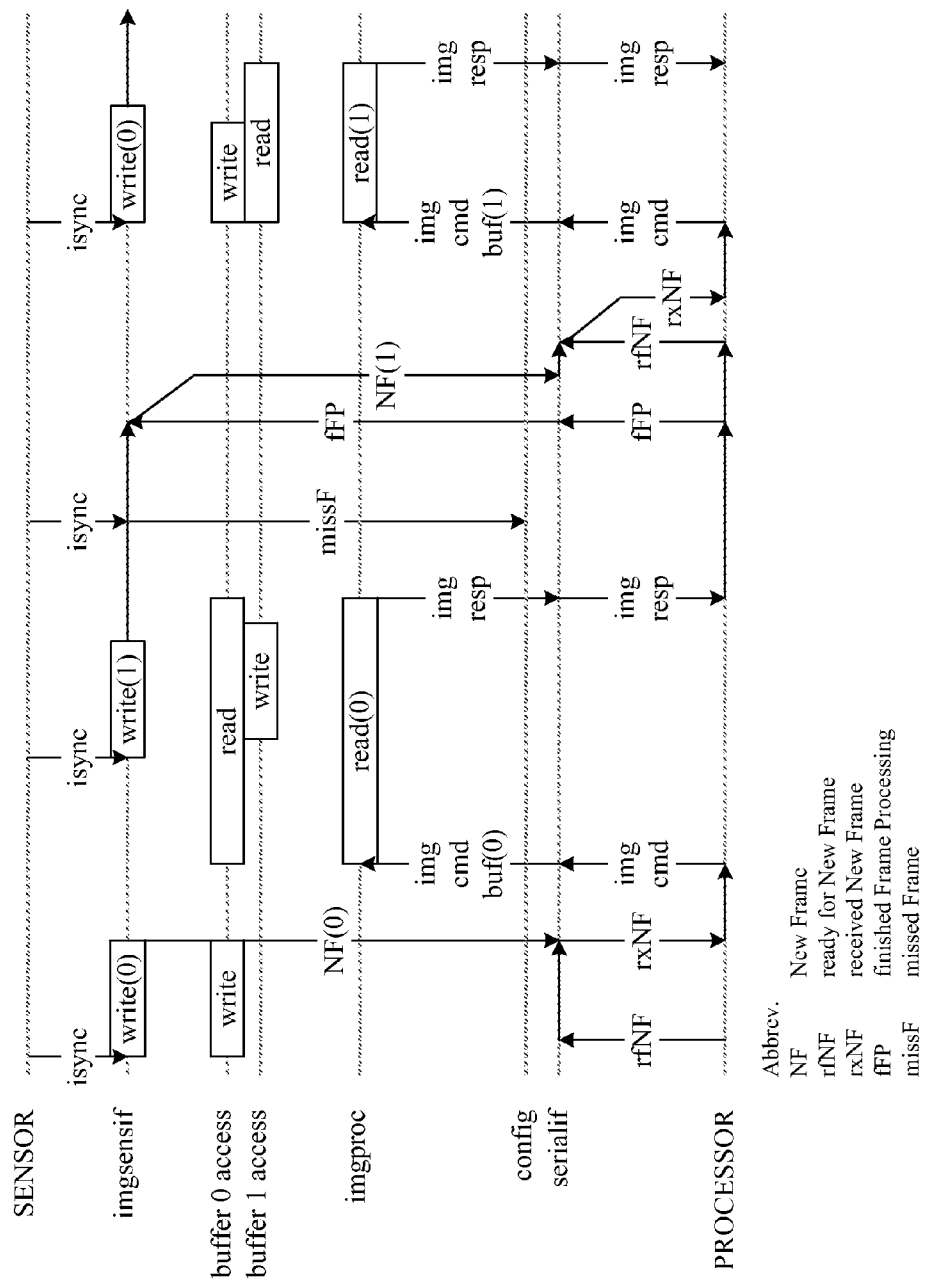 SENSOR
isync isync isync isync
imgsensif write(0) write(1) write(0)
buffer 0 access write read write
buffer 1 access write read
NF(0) missF fFP NF(1)
imgproc read(0) read(1)
img
cmd
buf(0)
img
resp
img
cmd
buf(1)
img
resp
config
serialif
rfNF rxNF
img
cmd
img
resp
fFP rfNF rxNF
img
cmd
img
resp
PROCESSOR
Abbrev.
NF New Frame
rfNF ready for New Frame
rxNF received New Frame
fFP finished Frame Processing
missF missed Frame